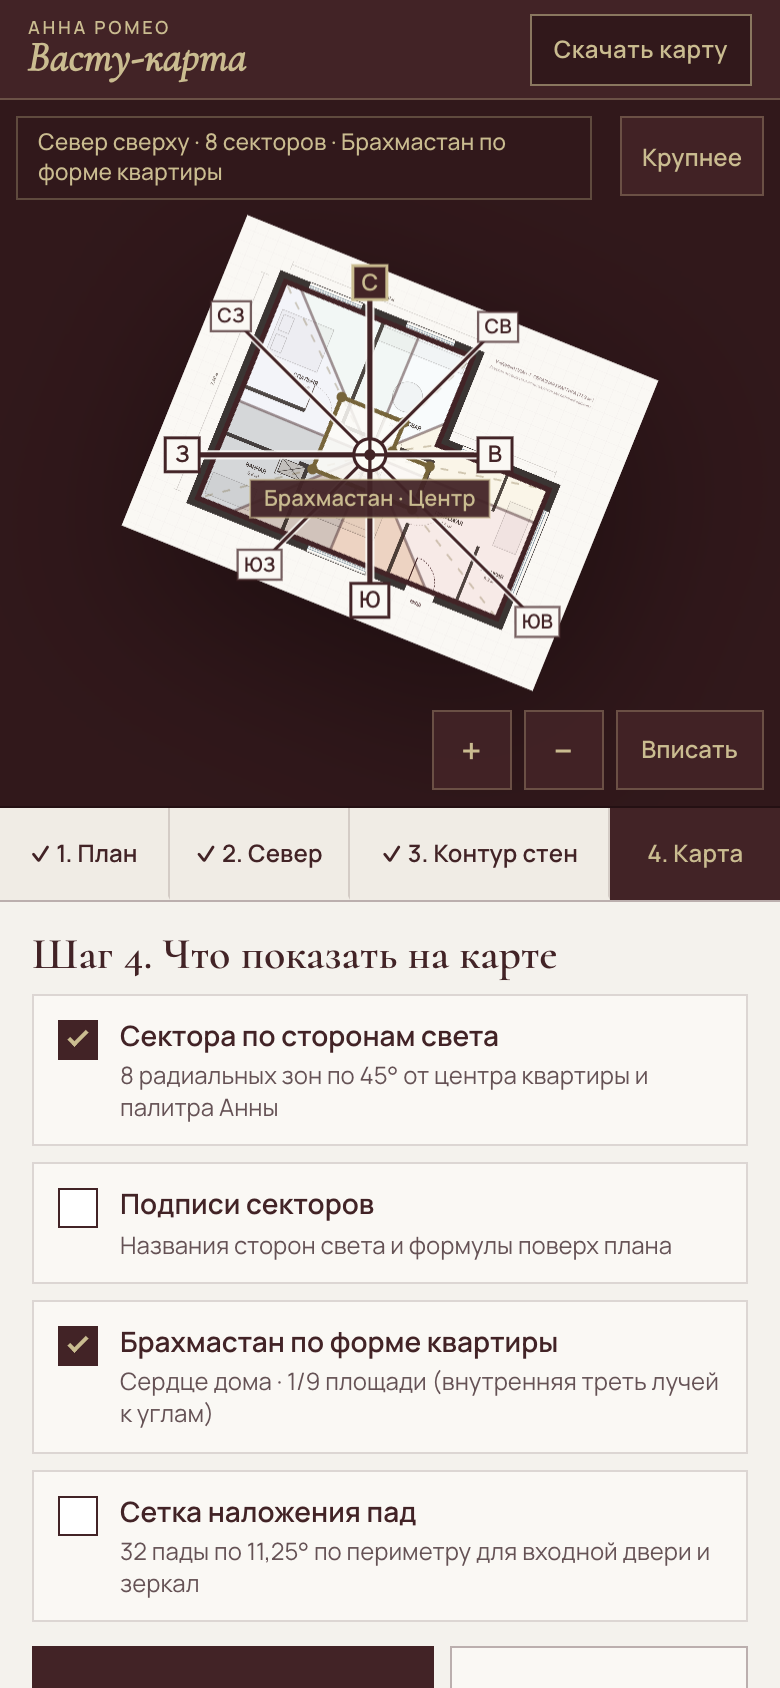 АННА РОМЕО
Васту-карта
Скачать карту
Север сверху · 8 секторов · Брахмастан по
форме квартиры
Крупнее
С
СЗ
СВ
СПАЛЬНЯ
З
В
ВАННАЯ
Брахмастан · Центр
ЮЗ
Ю
ВХОД
ЮВ
+
−
Вписать
✓ 1. План
✓ 2. Север
✓ 3. Контур стен
4. Карта
Шаг 4. Что показать на карте
Сектора по сторонам света
8 радиальных зон по 45° от центра квартиры и
палитра Анны
Подписи секторов
Названия сторон света и формулы поверх плана
Брахмастан по форме квартиры
Сердце дома · 1/9 площади (внутренняя треть лучей
к углам)
Сетка наложения пад
32 пады по 11,25° по периметру для входной двери и
зеркал